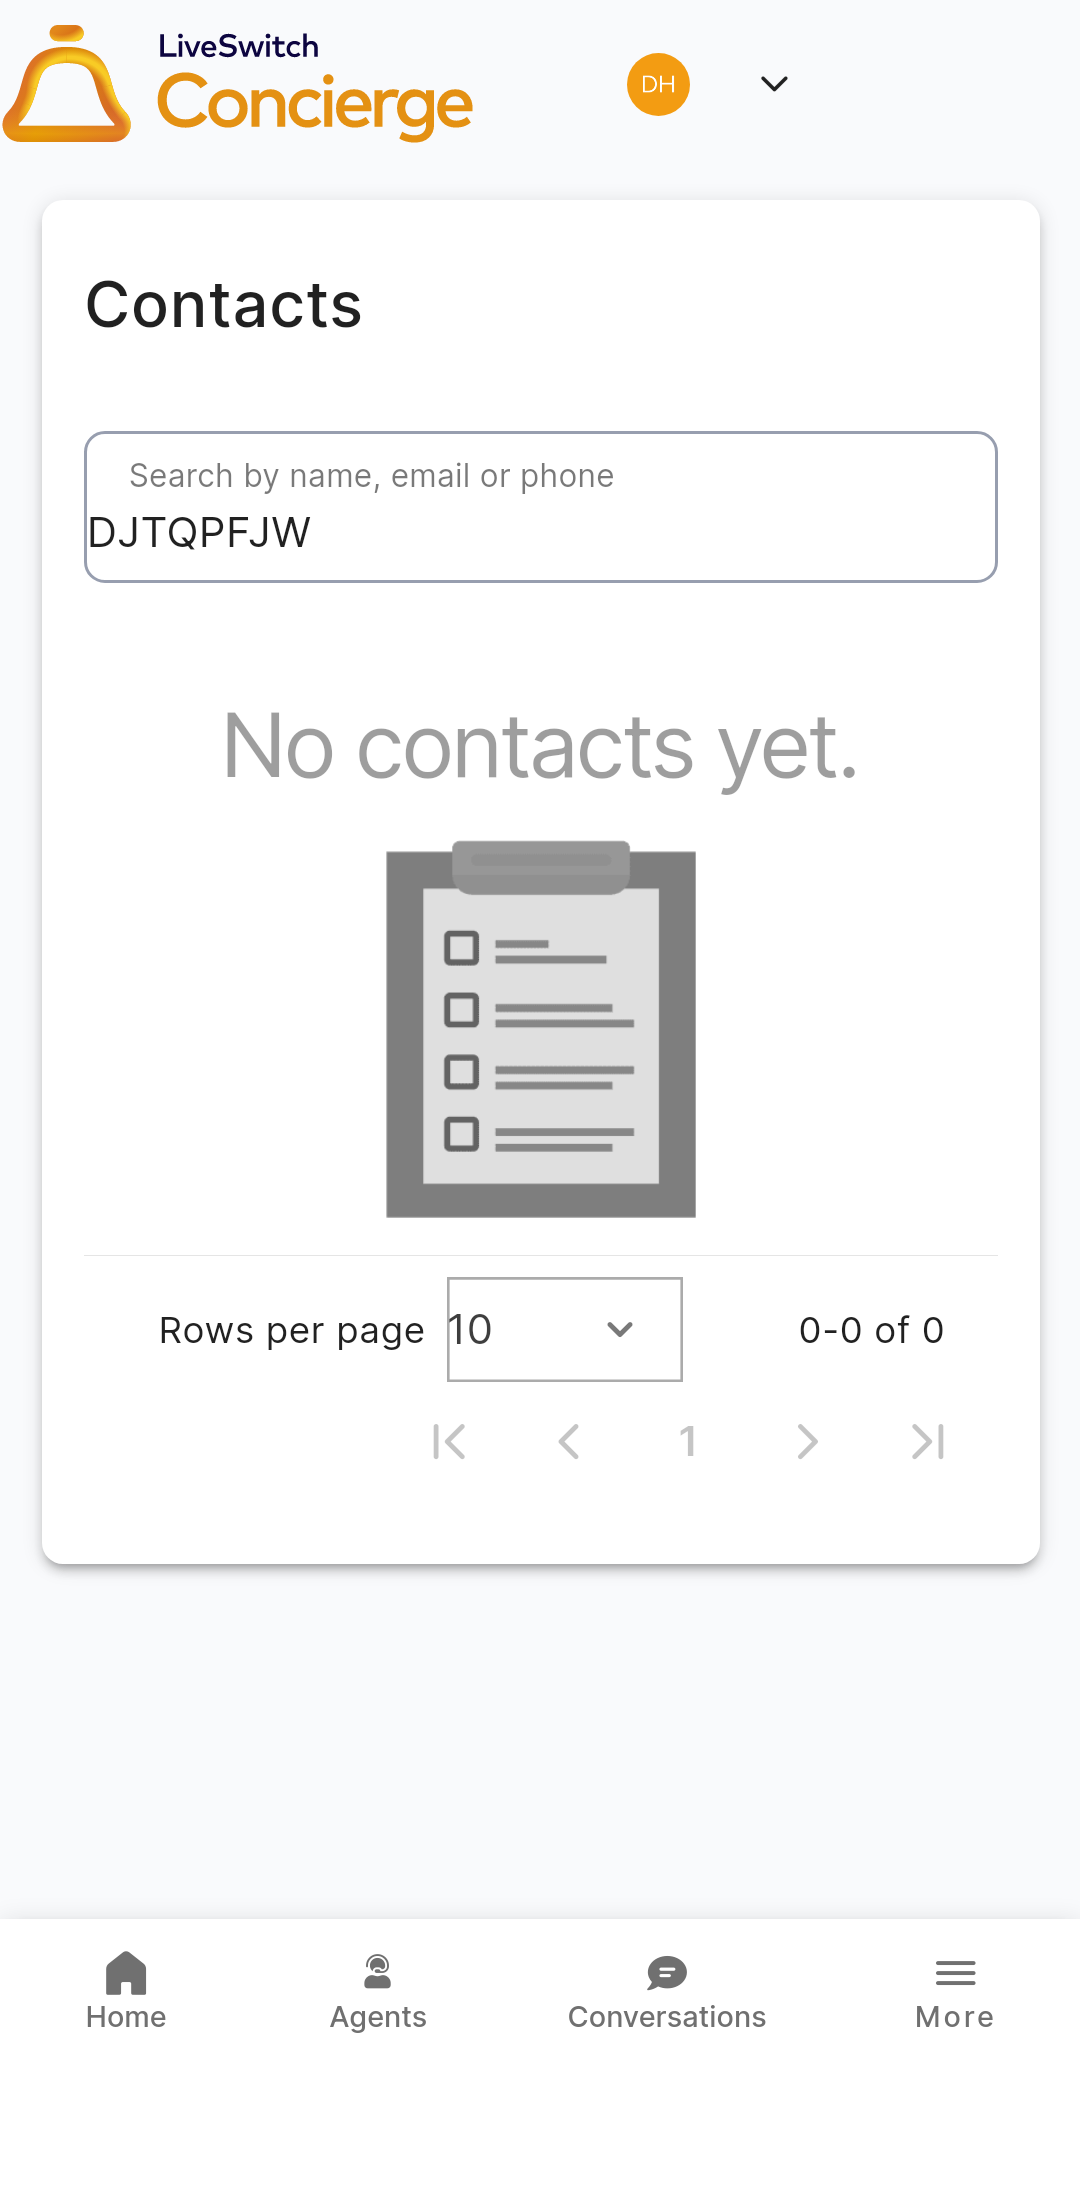 LiveSwitch
Concierge
DH
Contacts
Search by name, email or phone
DJTQPFJW
No contacts yet.
Rows per page 10 0-0 of 0
1
Home Agents Conversations More